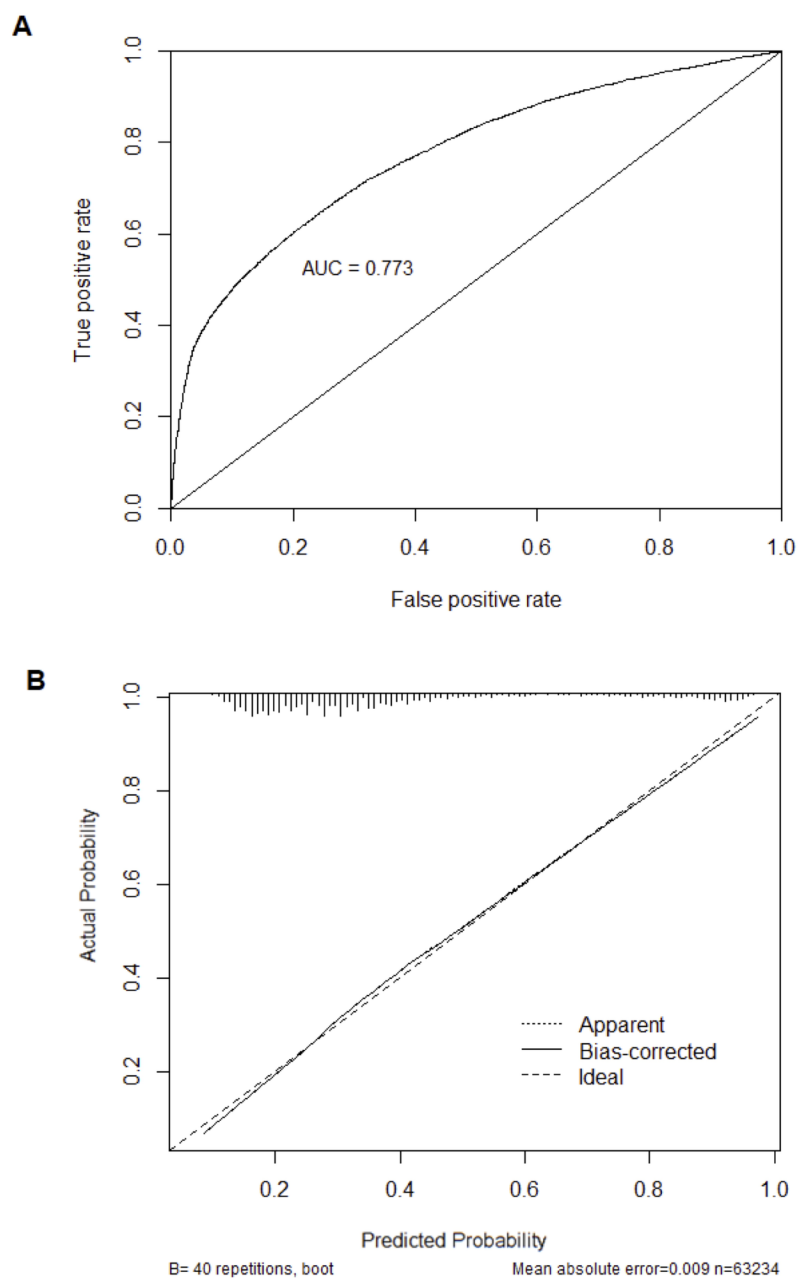 A
1.0
0.8
0.6
0.4
0.2
0.0
True positive rate
AUC = 0.773
0.0 0.2 0.4 0.6 0.8 1.0
False positive rate
B
1.0
0.8
0.6
0.4
0.2
Actual Probability
Apparent
Bias-corrected
Ideal
0.2 0.4 0.6 0.8 1.0
Predicted Probability
B= 40 repetitions, boot
Mean absolute error=0.009 n=63234